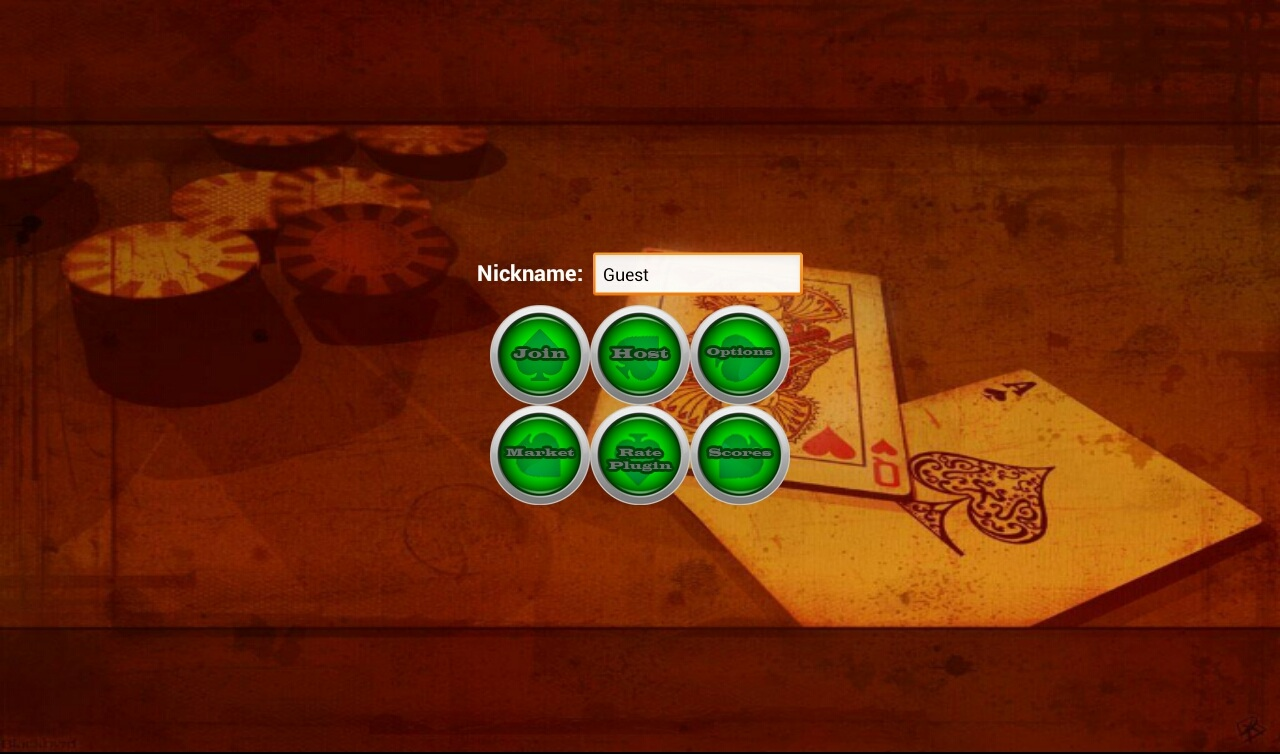 Nickname: Guest
Join Host Options
Market Rate Plugin Scores
A
Q